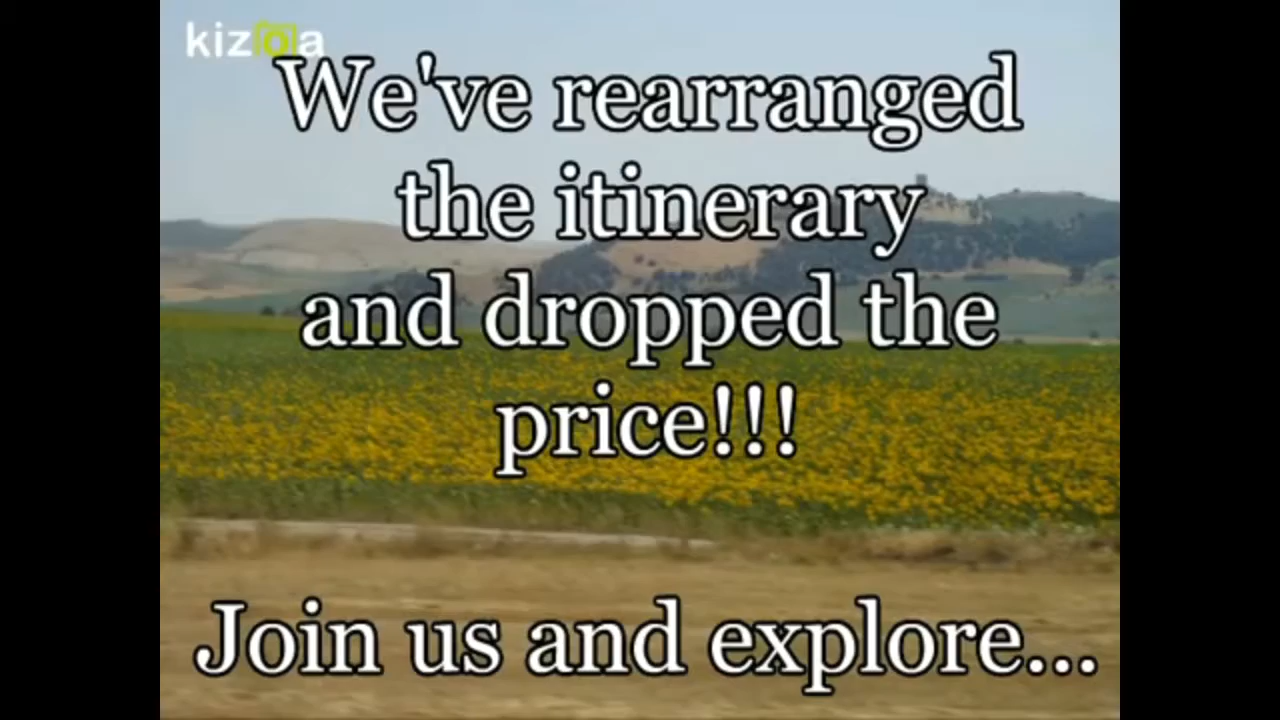 kizoa
We've rearranged
the itinerary
and dropped the
price!!!
Join us and explore...